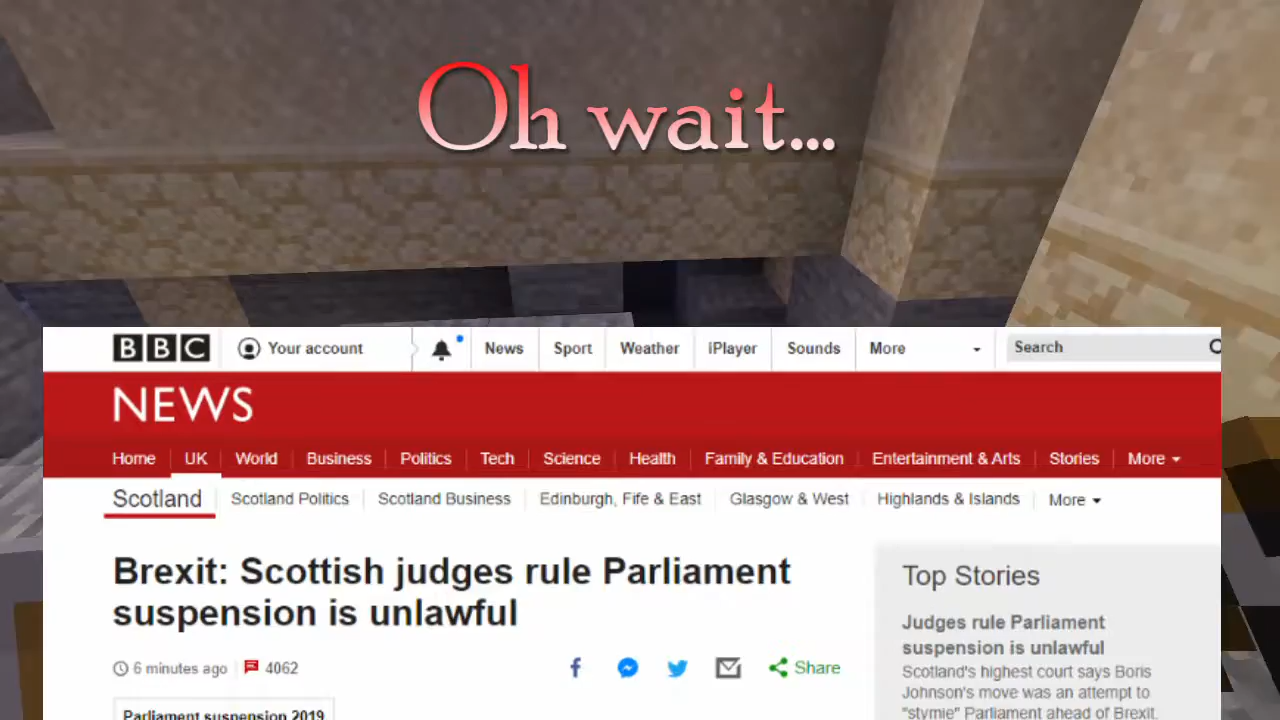 Oh wait...
BBC Your account News Sport Weather iPlayer Sounds More Search
NEWS
Home UK World Business Politics Tech Science Health Family & Education Entertainment & Arts Stories More
Scotland Scotland Politics Scotland Business Edinburgh, Fife & East Glasgow & West Highlands & Islands More
Brexit: Scottish judges rule Parliament
suspension is unlawful
6 minutes ago 4062 Share
Parliament suspension 2019
Top Stories
Judges rule Parliament
suspension is unlawful
Scotland's highest court says Boris
Johnson's move was an attempt to
"stymie" Parliament ahead of Brexit.